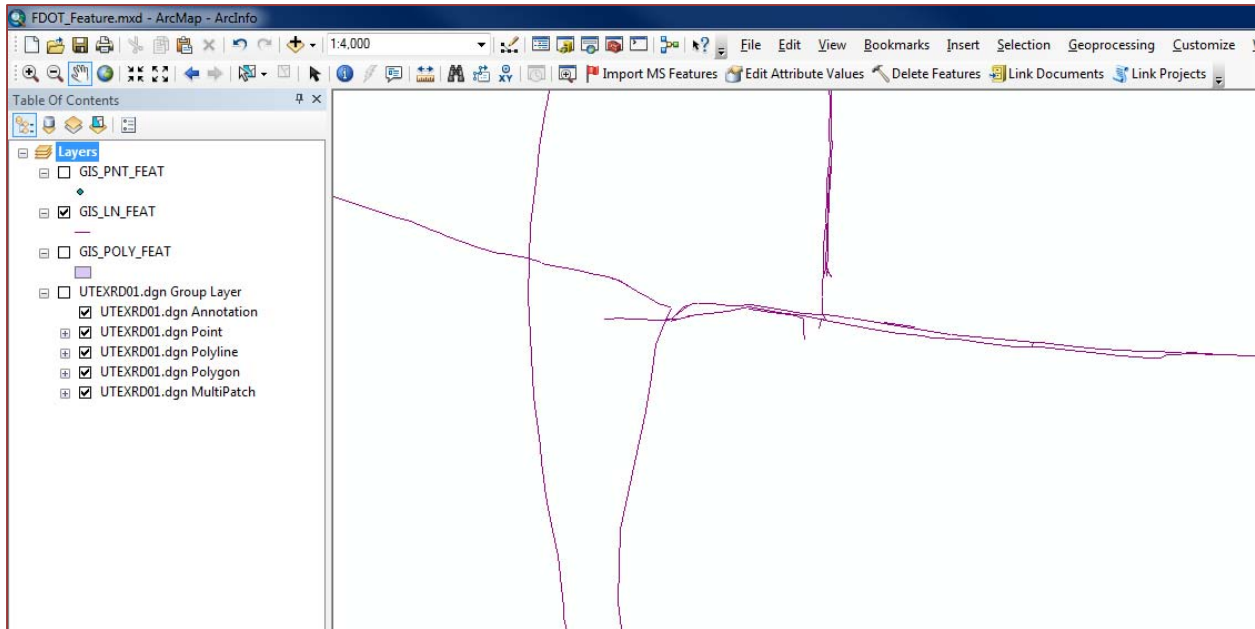 FDOT_Feature.mxd - ArcMap - ArcInfo
1:4,000 File Edit View Bookmarks Insert Selection Geoprocessing Customize
Import MS Features Edit Attribute Values Delete Features Link Documents Link Projects
Table Of Contents
Layers
GIS_PNT_FEAT
GIS_LN_FEAT
GIS_POLY_FEAT
UTEXRD01.dgn Group Layer
UTEXRD01.dgn Annotation
UTEXRD01.dgn Point
UTEXRD01.dgn Polyline
UTEXRD01.dgn Polygon
UTEXRD01.dgn MultiPatch